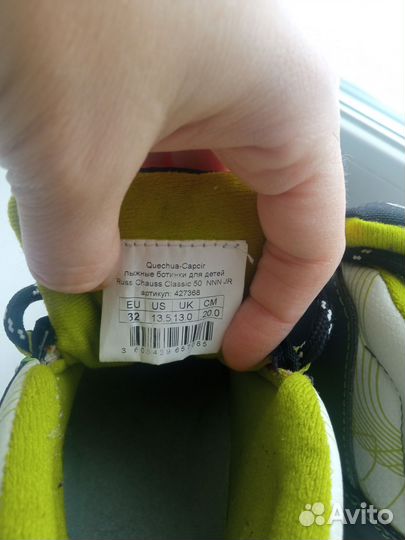 Quechua-Capcir
лыжные ботинки для детей
Russ Chauss Classic 50 NNN JR
артикул: 427368
EU US UK CM
32 13.5 13.0 20.0
Avito